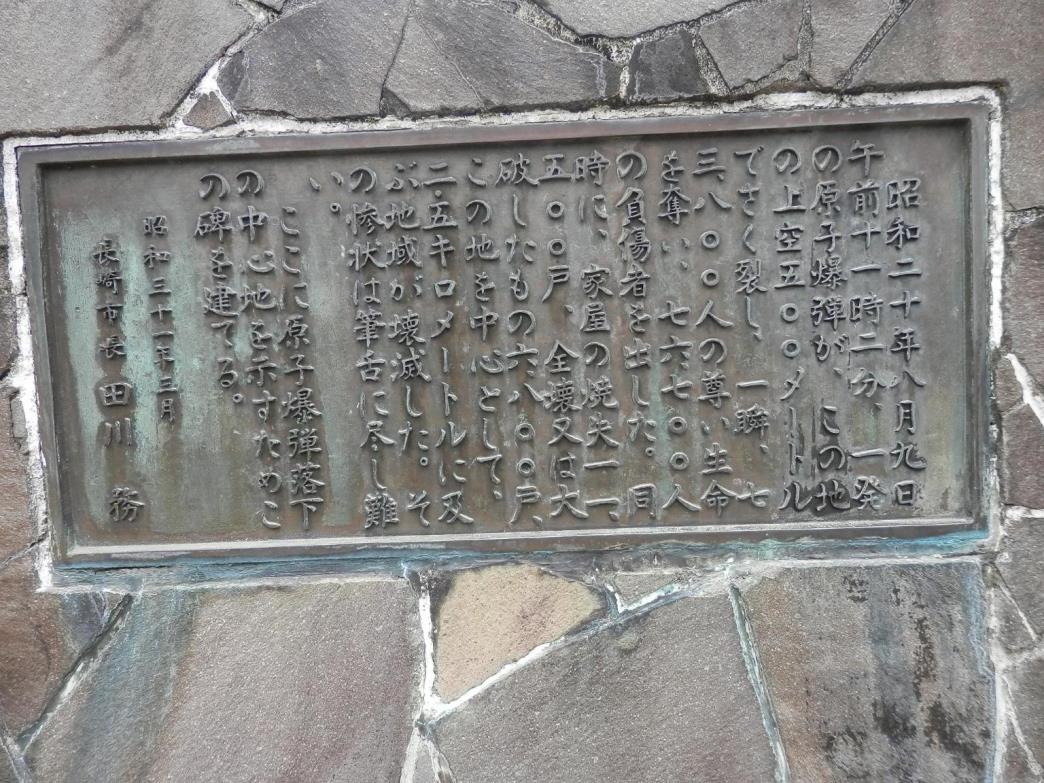 昭和二十年八月九日
午前十一時二分、一発
の原子爆弾が、この地
の上空五〇〇メートル
でさく裂し、一瞬、七
三、八〇〇人の尊い生命
を奪い、七六、七〇〇人
の負傷者を出した。同
時に、家屋の焼失一一、
五〇〇戸、全壊又は大
破したもの六八〇〇戸、
この地を中心として、
二・五キロメートルに及
ぶ地域が壊滅した。そ
の惨状は筆舌に尽し難
い。
ここに原子爆弾落下
の中心地を示すためこ
の碑を建てる。
昭和三十一年三月
長崎市長 田川 務